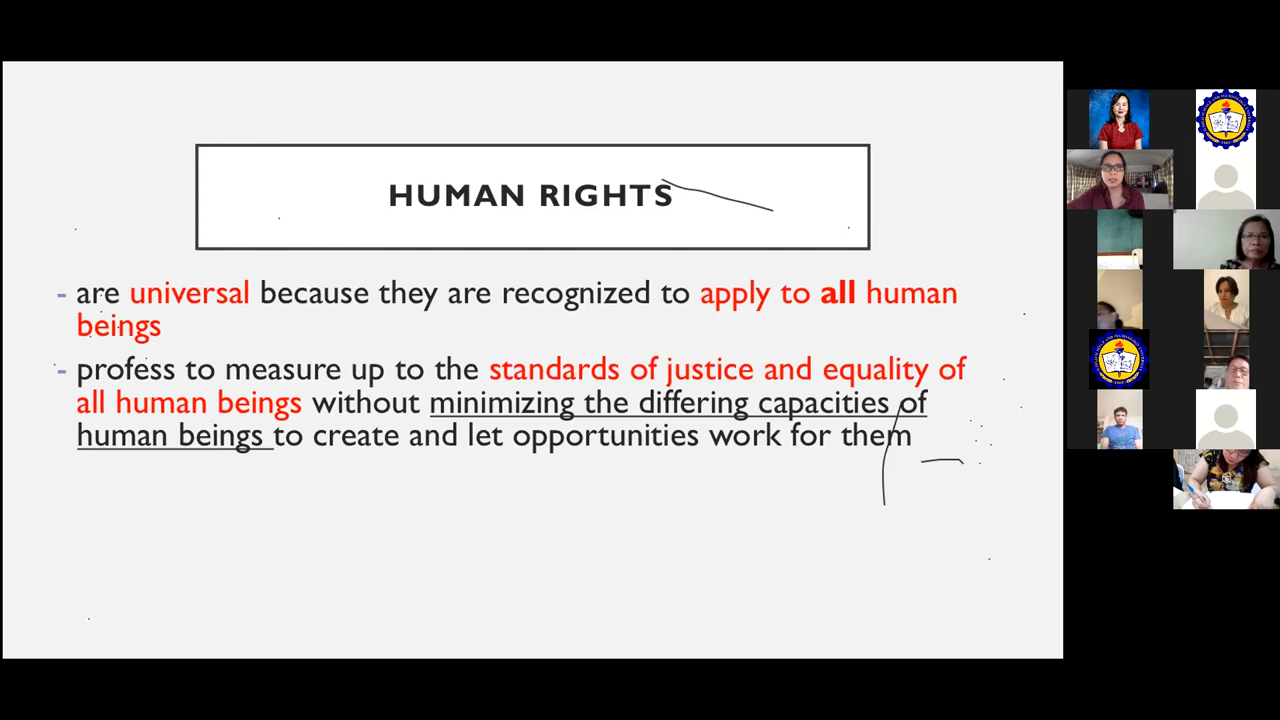 HUMAN RIGHTS
- are universal because they are recognized to apply to all human
beings
- profess to measure up to the standards of justice and equality of
all human beings without minimizing the differing capacities of
human beings to create and let opportunities work for them